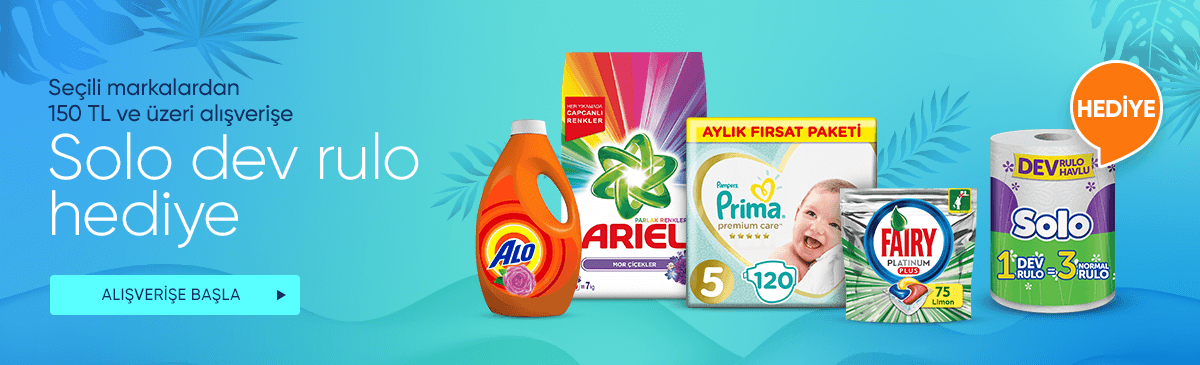 Seçili markalardan
150 TL ve üzeri alışverişe
Solo dev rulo
hediye
ALIŞVERİŞE BAŞLA
ALO
HER YIKAMADA
CAPCANLI
RENKLER
PARLAK RENKLER
ARIEL
MOR ÇİÇEKLER
7kg
AYLIK FIRSAT PAKETİ
Pampers
Prima
premium care
5
120
FAIRY
PLATINUM
PLUS
75
Limon
HEDİYE
DEV RULO
HAVLU
Solo
1 DEV RULO = 3 NORMAL RULO